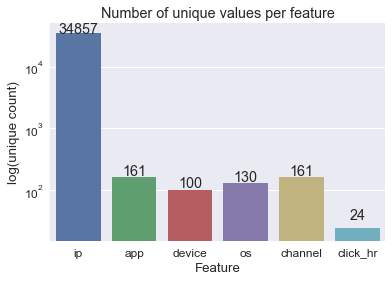 Number of unique values per feature
34857
161
100
130
161
24
10^4
10^3
10^2
log(unique count)
ip
app
device
os
channel
click_hr
Feature